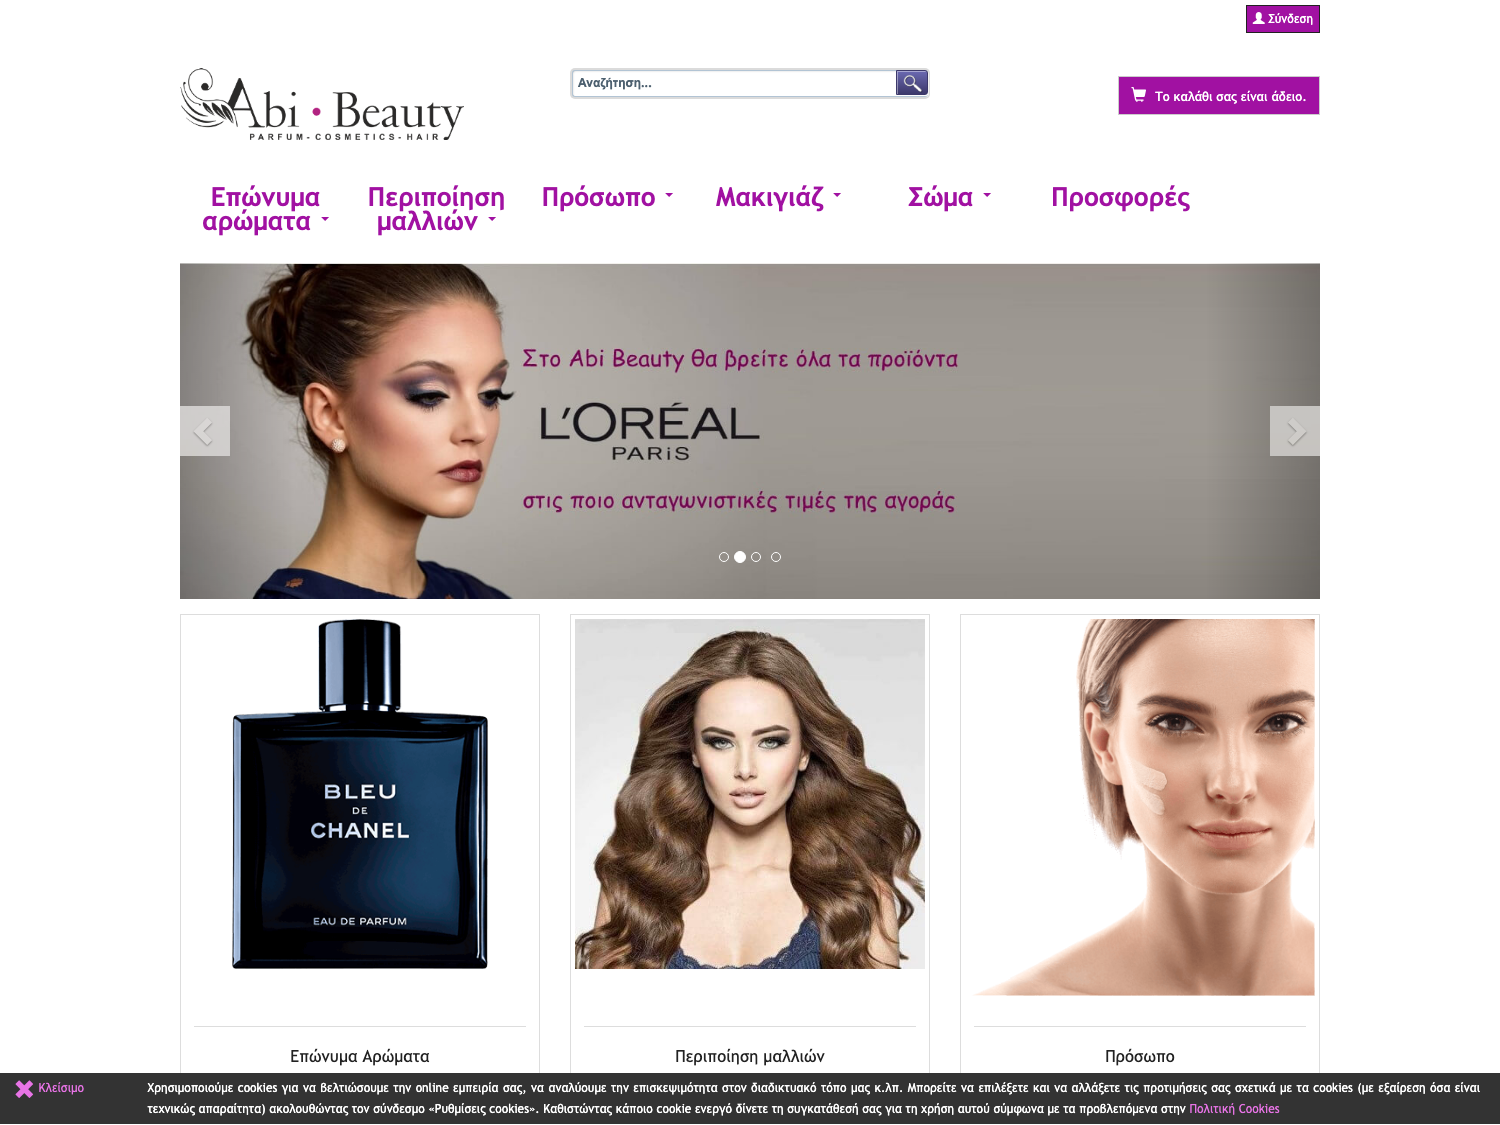 Σύνδεση
Abi • Beauty
PARFUM-COSMETICS-HAIR
Αναζήτηση...
Το καλάθι σας είναι άδειο.
Επώνυμα
αρώματα
Περιποίηση
μαλλιών
Πρόσωπο
Μακιγιάζ
Σώμα
Προσφορές
Στο Abi Beauty θα βρείτε όλα τα προϊόντα
L'ORÉAL
PARiS
στις ποιο ανταγωνιστικές τιμές της αγοράς
BLEU
DE
CHANEL
EAU DE PARFUM
Επώνυμα Αρώματα
Περιποίηση μαλλιών
Πρόσωπο
Κλείσιμο
Χρησιμοποιούμε cookies για να βελτιώσουμε την online εμπειρία σας, να αναλύουμε την επισκεψιμότητα στον διαδικτυακό τόπο μας κ.λπ. Μπορείτε να επιλέξετε και να αλλάξετε τις προτιμήσεις σας σχετικά με τα cookies (με εξαίρεση όσα είναι
τεχνικώς απαραίτητα) ακολουθώντας τον σύνδεσμο «Ρυθμίσεις cookies». Καθιστώντας κάποιο cookie ενεργό δίνετε τη συγκατάθεσή σας για τη χρήση αυτού σύμφωνα με τα προβλεπόμενα στην Πολιτική Cookies